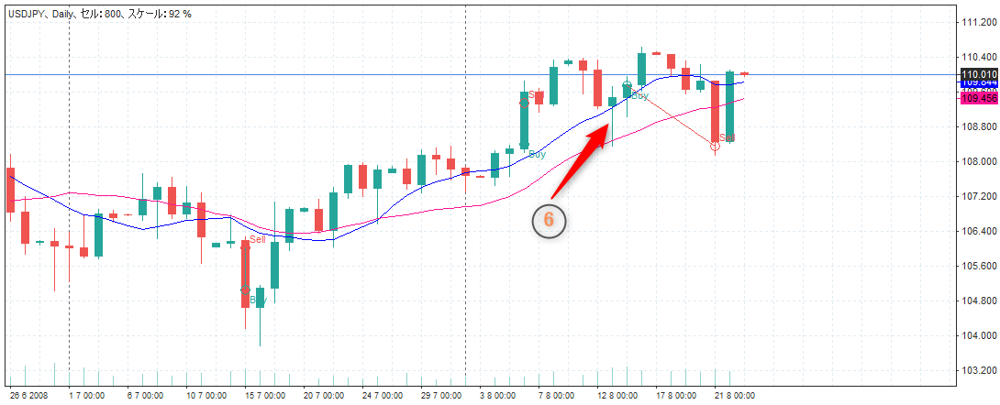 USDJPY、Daily、セル: 800、スケール: 92 %
111.200
110.400
110.010
109.844
109.456
108.800
108.000
107.200
106.400
105.600
104.800
104.000
103.200
Sell
Buy
Sell
Buy
Buy
Sell
6
26 6 2008 1 7 00:00 6 7 00:00 10 7 00:00 15 7 00:00 20 7 00:00 24 7 00:00 29 7 00:00 3 8 00:00 7 8 00:00 12 8 00:00 17 8 00:00 21 8 00:00